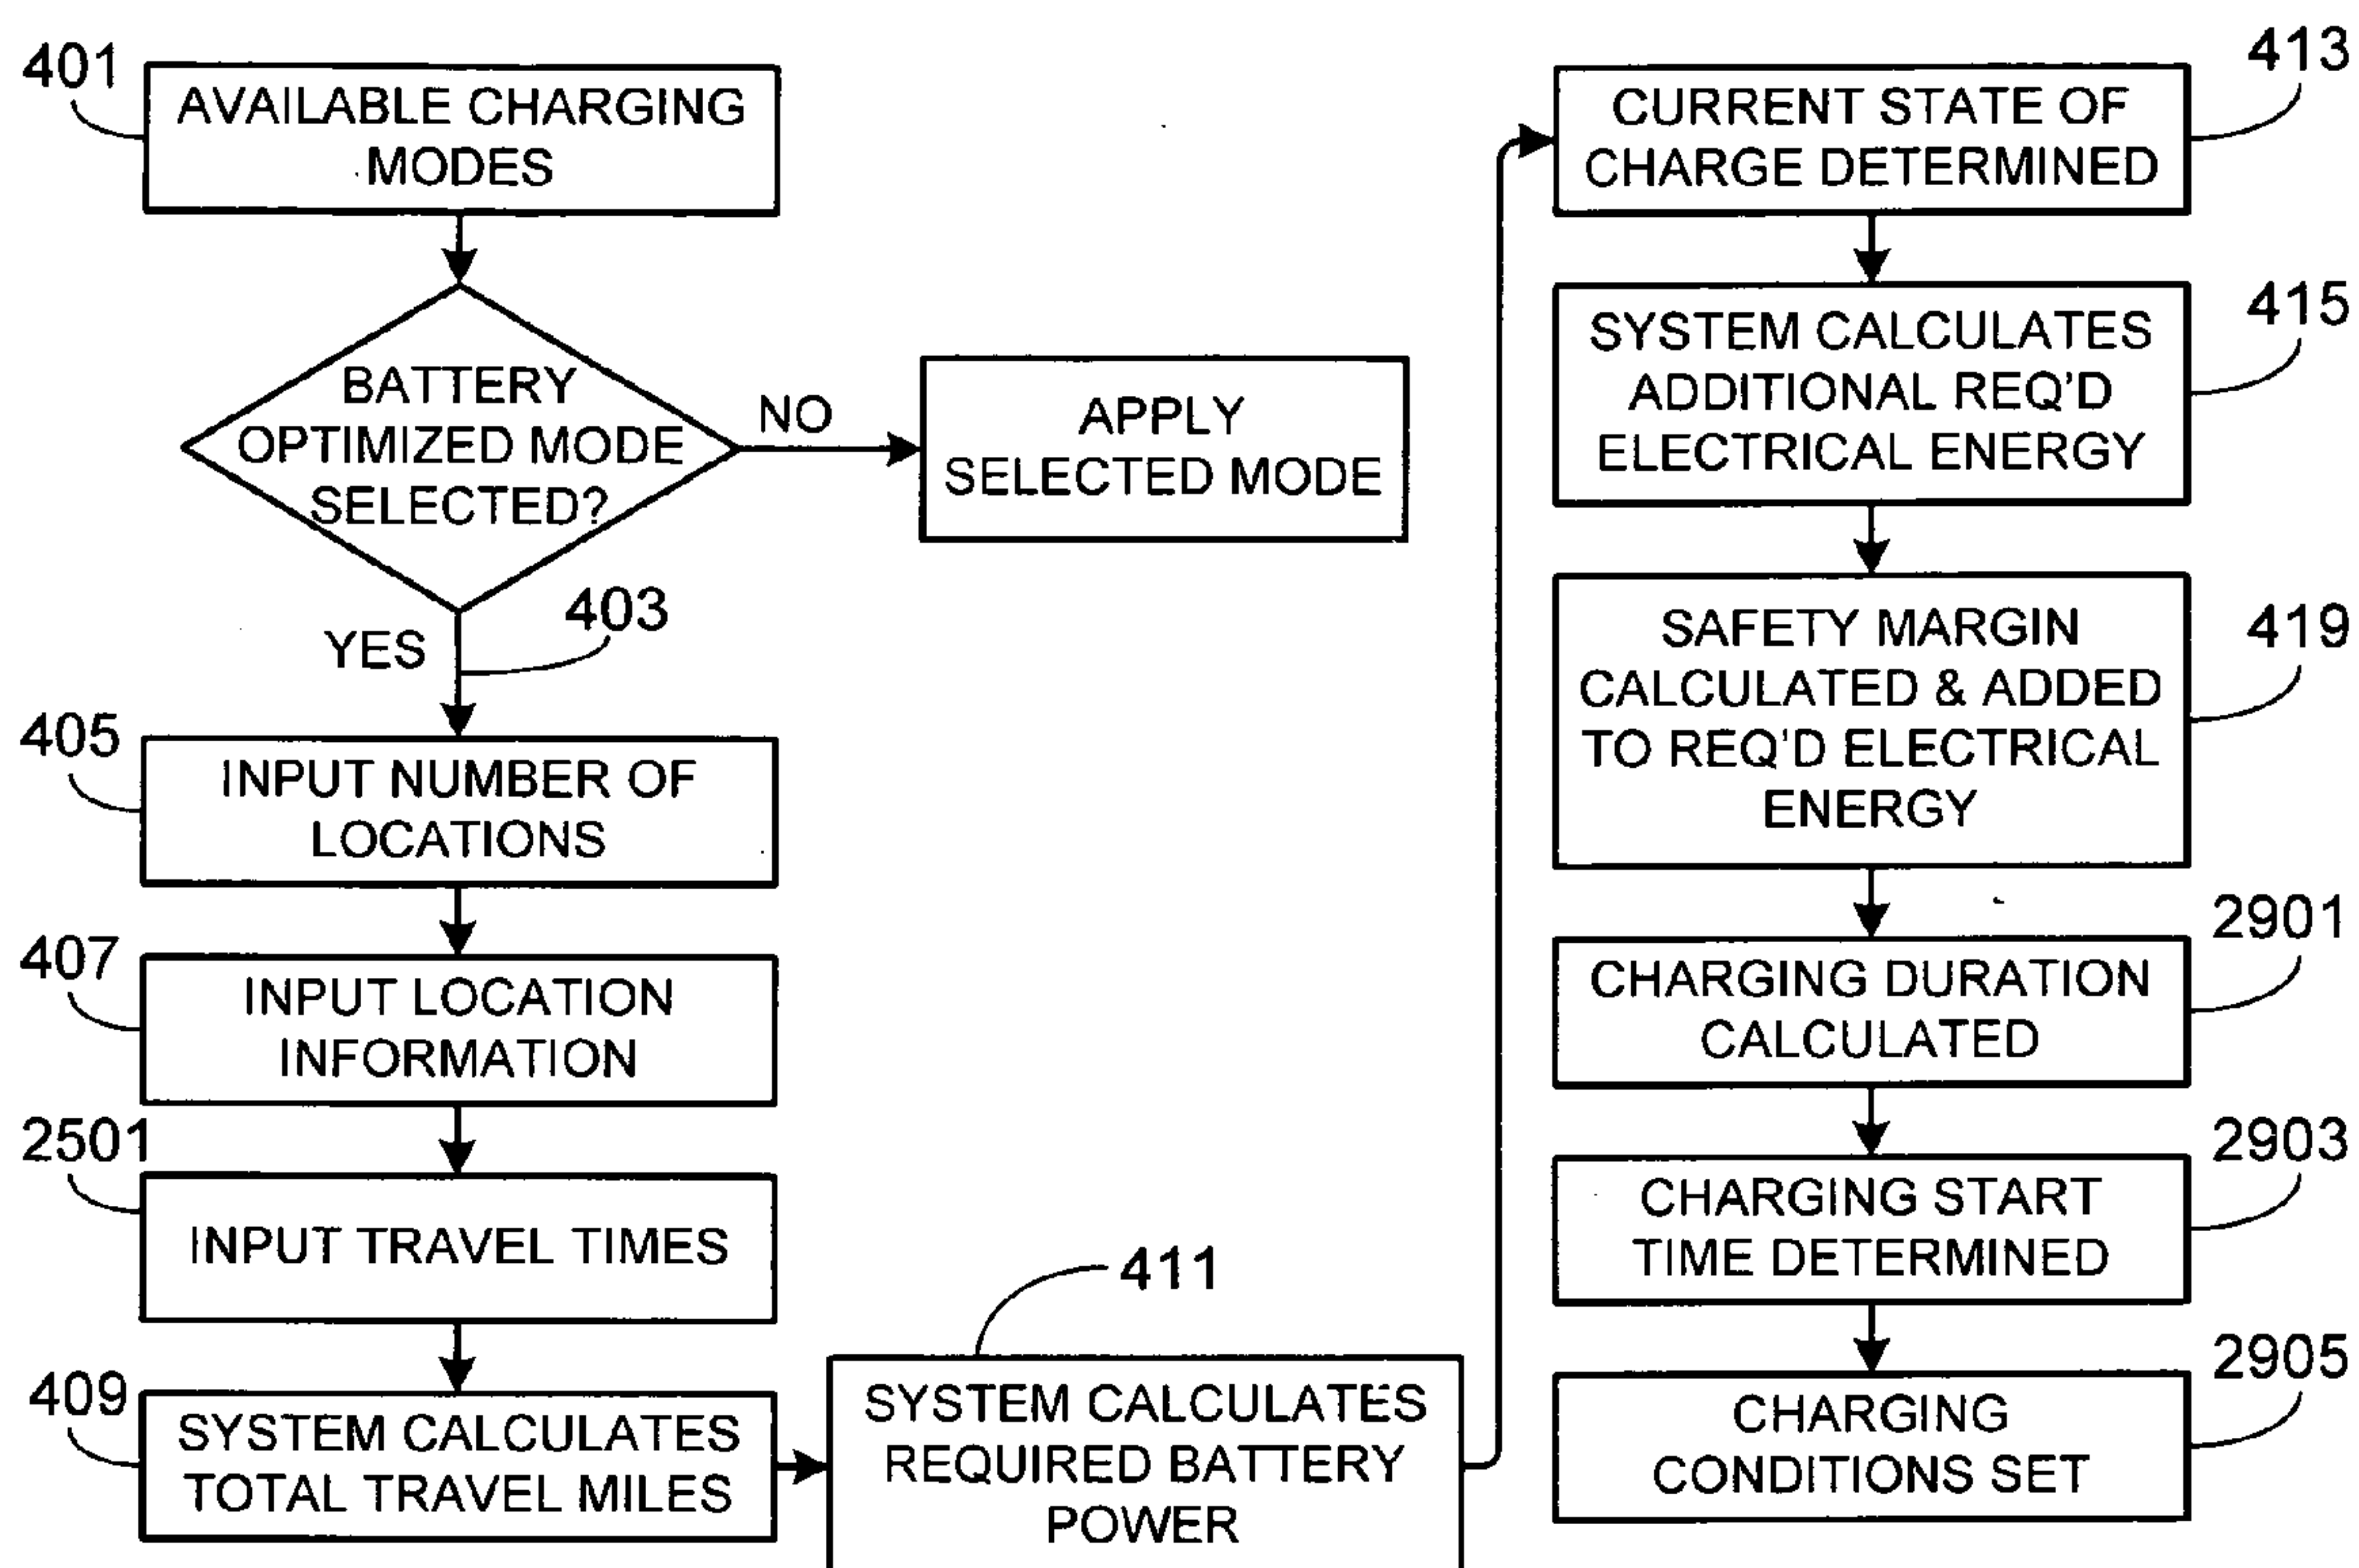 401
AVAILABLE CHARGING
MODES
BATTERY
OPTIMIZED MODE
SELECTED?
NO
APPLY
SELECTED MODE
YES
403
405
INPUT NUMBER OF
LOCATIONS
407
INPUT LOCATION
INFORMATION
2501
INPUT TRAVEL TIMES
409
SYSTEM CALCULATES
TOTAL TRAVEL MILES
411
SYSTEM CALCULATES
REQUIRED BATTERY
POWER
413
CURRENT STATE OF
CHARGE DETERMINED
415
SYSTEM CALCULATES
ADDITIONAL REQ'D
ELECTRICAL ENERGY
419
SAFETY MARGIN
CALCULATED & ADDED
TO REQ'D ELECTRICAL
ENERGY
2901
CHARGING DURATION
CALCULATED
2903
CHARGING START
TIME DETERMINED
2905
CHARGING
CONDITIONS SET